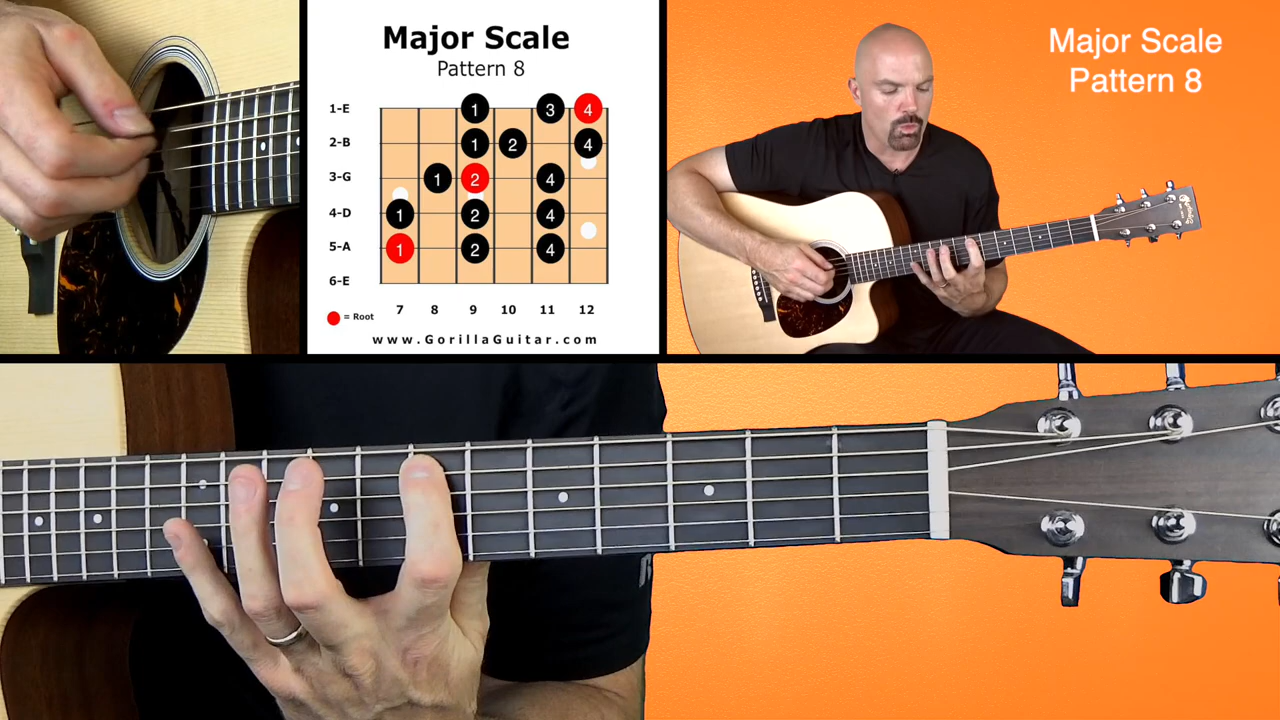 Major Scale
Pattern 8
1-E 1 3 4
2-B 1 2 4
3-G 1 2 4
4-D 1 2 4
5-A 1 2 4
6-E
7 8 9 10 11 12
= Root
www.GorillaGuitar.com
Major Scale
Pattern 8